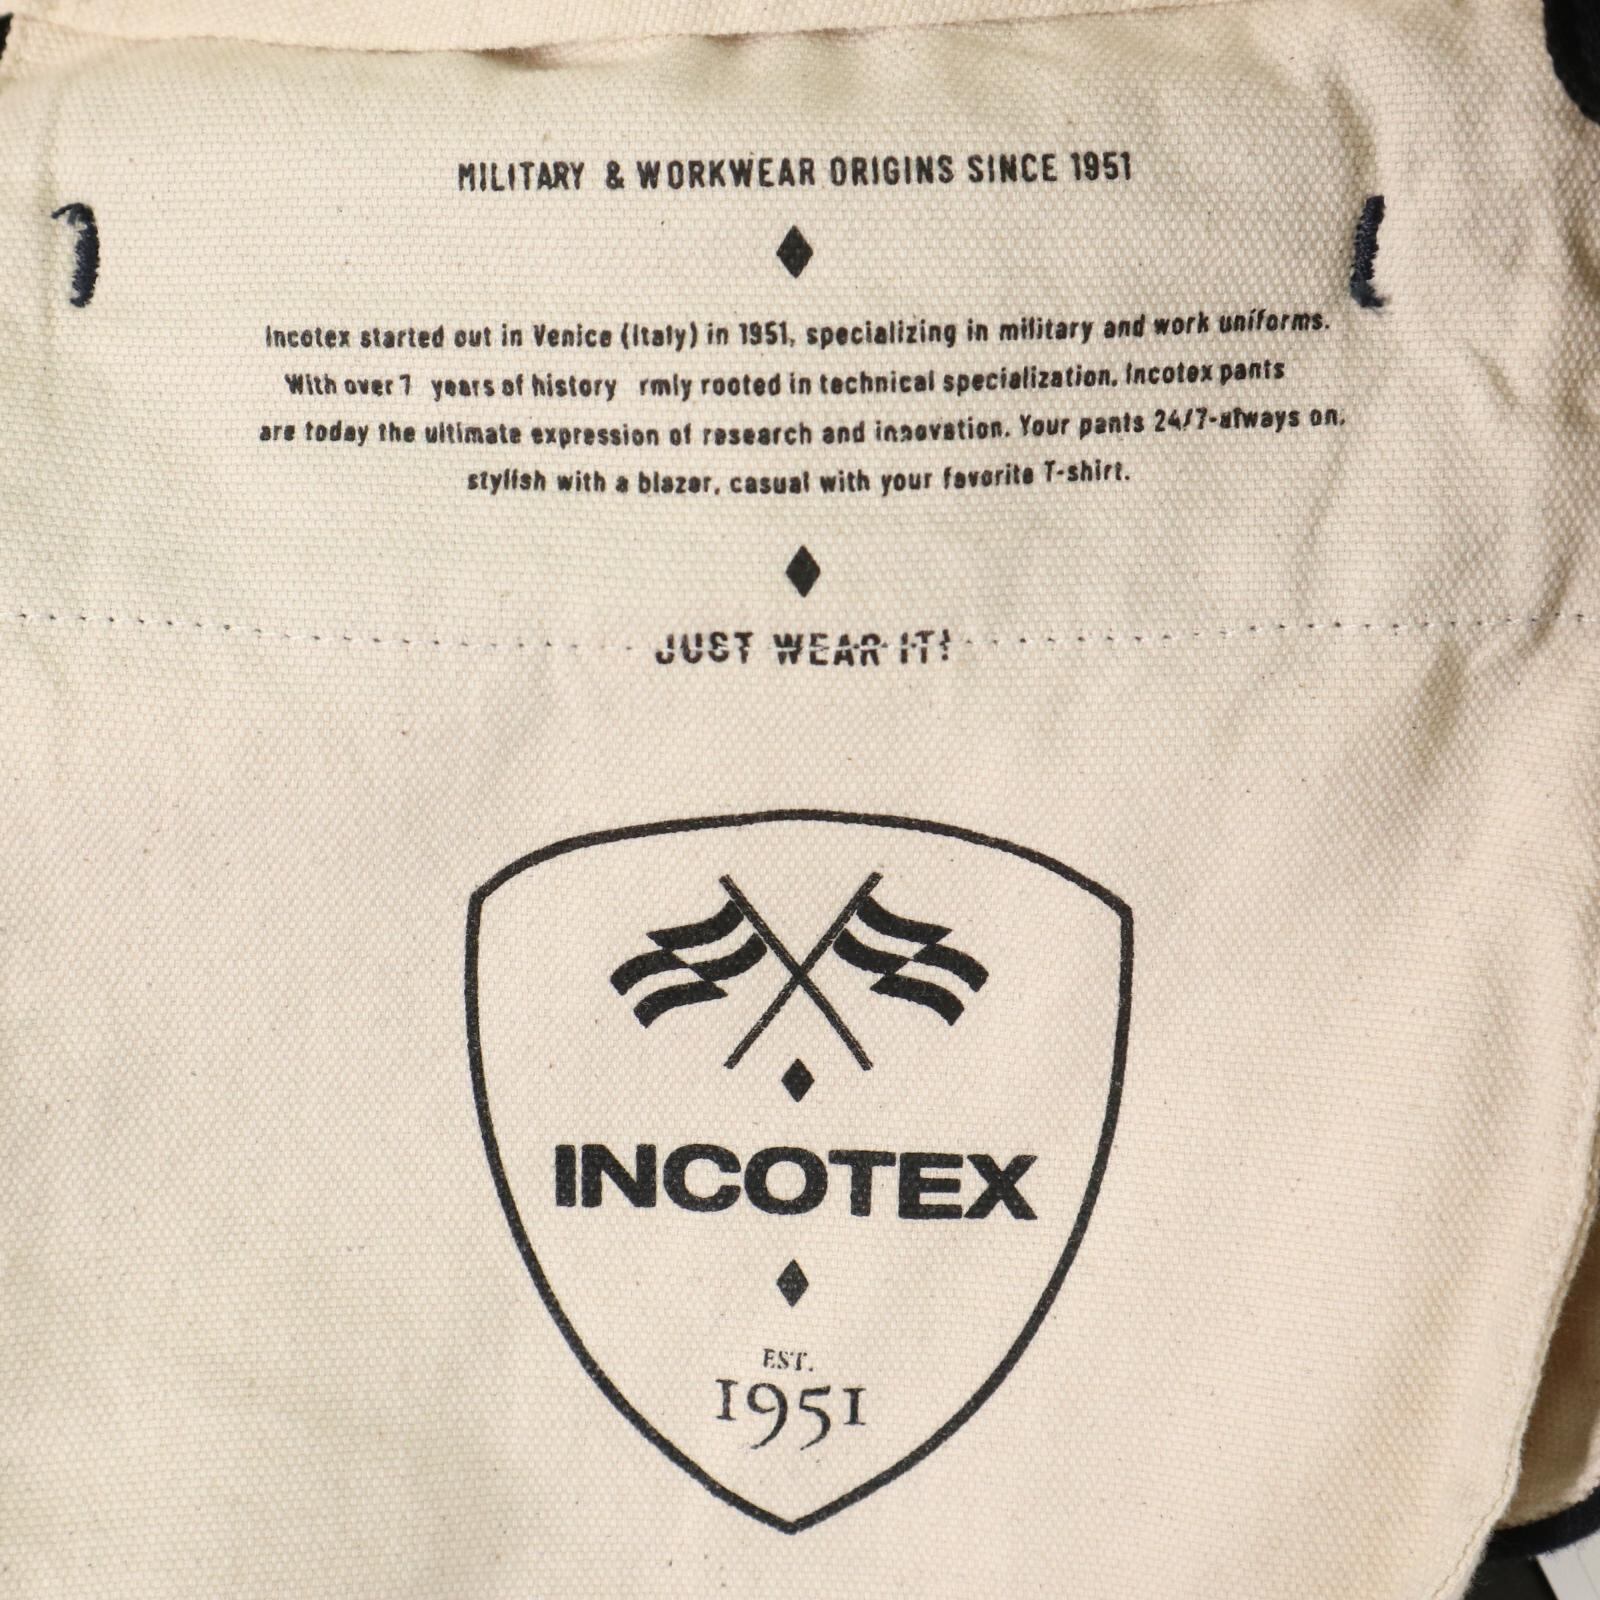 MILITARY & WORKWEAR ORIGINS SINCE 1951
Incotex started out in Venice (Italy) in 1951, specializing in military and work uniforms.
With over 7 years of history rmly rooted in technical specialization, Incotex pants
are today the ultimate expression of research and innovation. Your pants 24/7-always on,
stylish with a blazer, casual with your favorite T-shirt.
JUST WEAR IT!
INCOTEX
EST.
1951